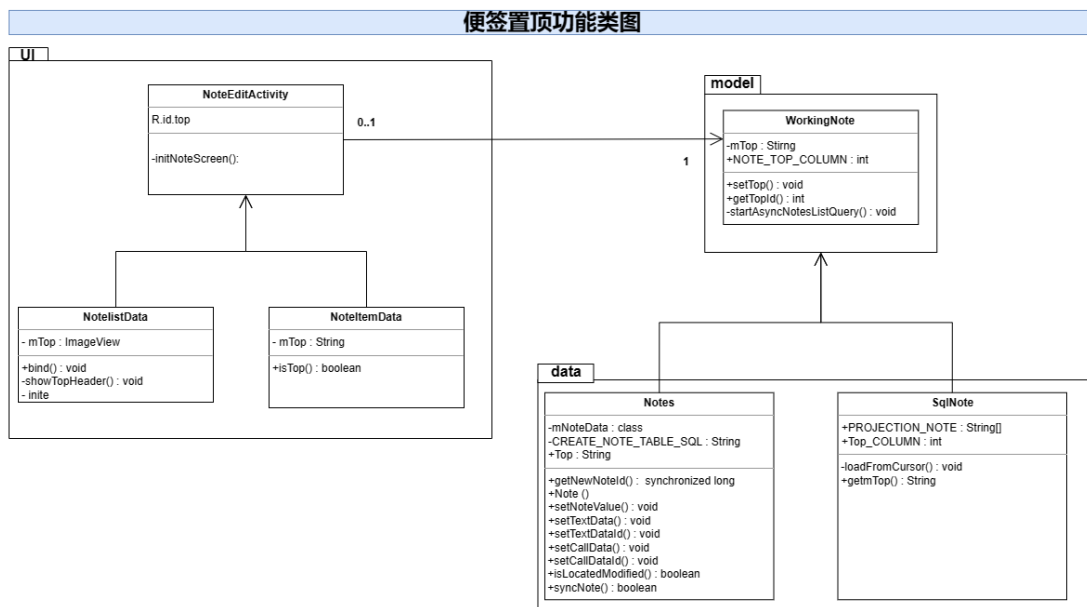 便签置顶功能类图
UI
NoteEditActivity
R.id.top
-initNoteScreen():
0..1
1
model
WorkingNote
-mTop : Stirng
+NOTE_TOP_COLUMN : int
+setTop() : void
+getTopId() : int
-startAsyncNotesListQuery() : void
NotelistData
- mTop : ImageView
+bind() : void
-showTopHeader() : void
- inite
NoteItemData
- mTop : String
+isTop() : boolean
data
Notes
-mNoteData : class
-CREATE_NOTE_TABLE_SQL : String
+Top : String
+getNewNoteId() : synchronized long
+Note ()
+setNoteValue() : void
+setTextData() : void
+setTextDataId() : void
+setCallData() : void
+setCallDataId() : void
+isLocatedModified() : boolean
+syncNote() : boolean
SqlNote
+PROJECTION_NOTE : String[]
+Top_COLUMN : int
-loadFromCursor() : void
+getmTop() : String